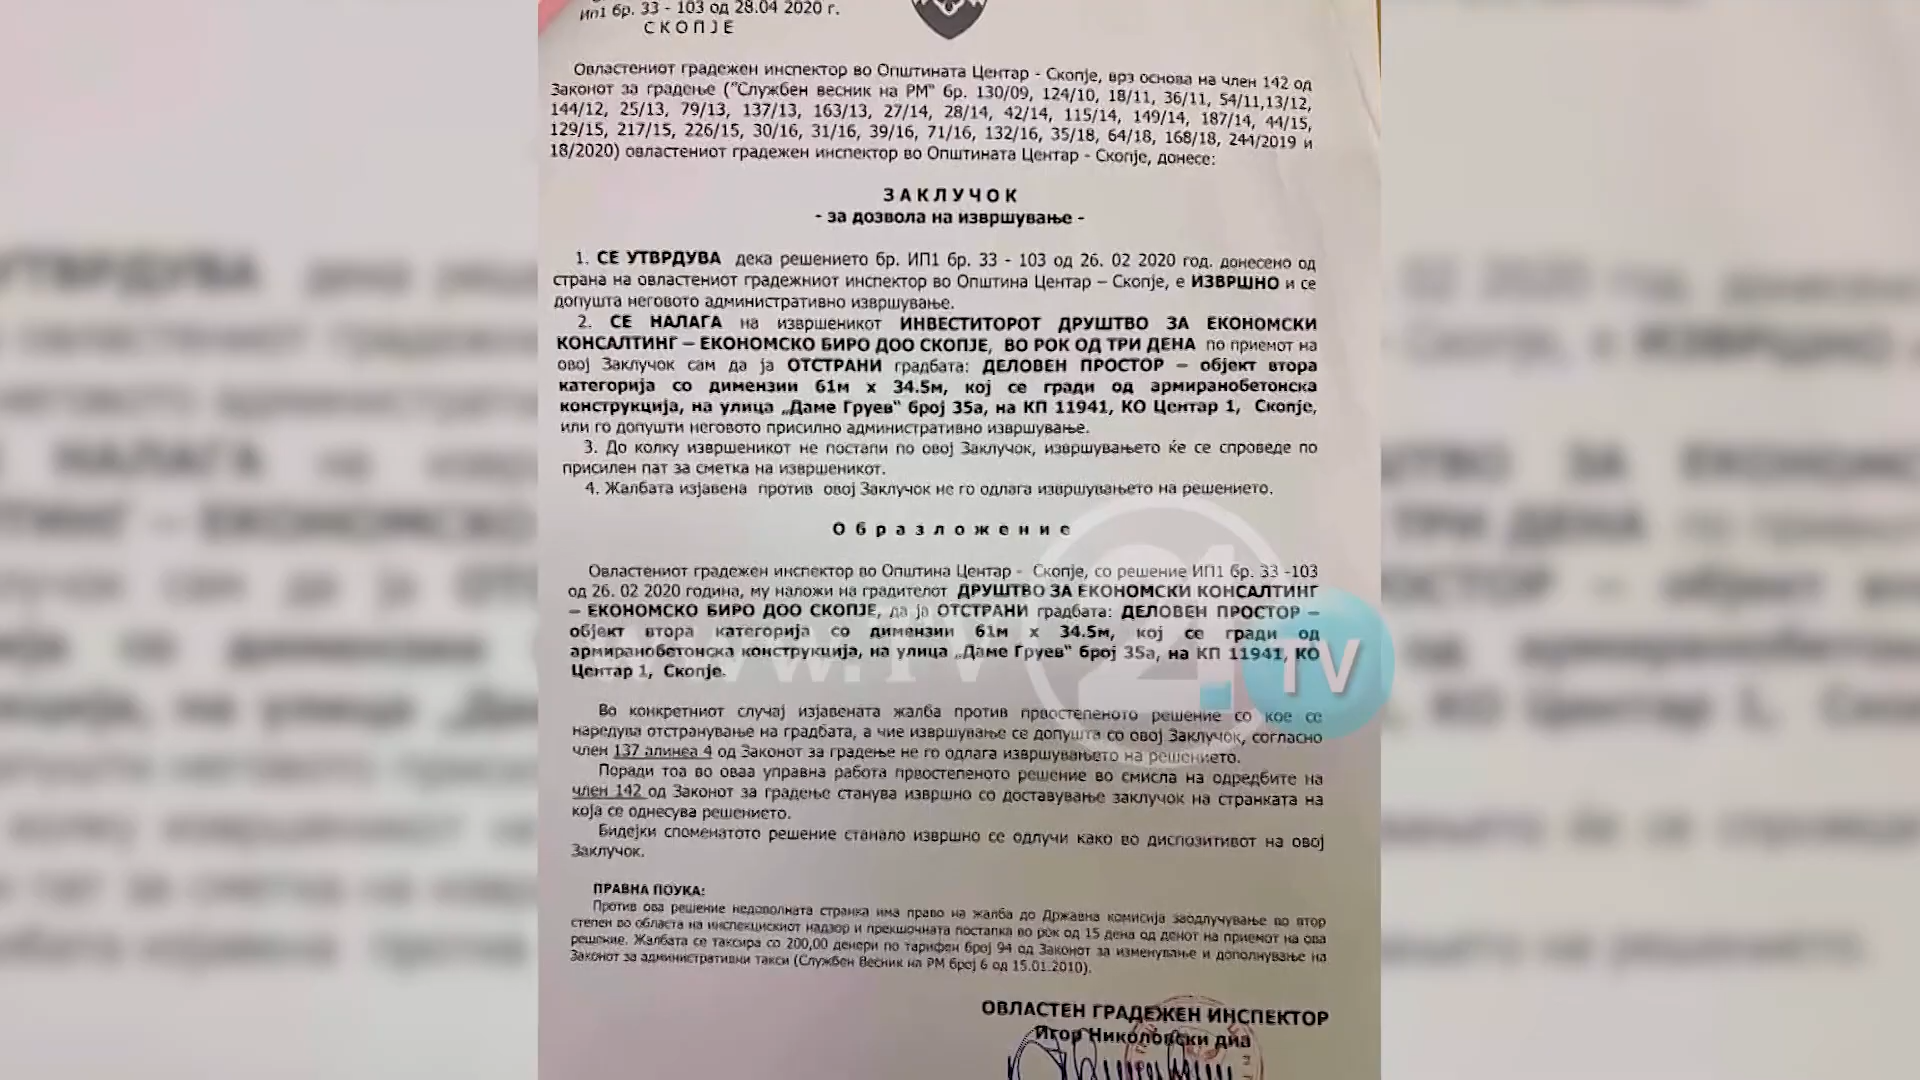 Ип1 бр. 33 - 103 од 28.04 2020 г.
СКОПЈЕ
Овластениот градежен инспектор во Општината Центар - Скопје, врз основа на член 142 од
Законот за градење ("Службен весник на РМ" бр. 130/09, 124/10, 18/11, 36/11, 54/11,13/12,
144/12, 25/13, 79/13, 137/13, 163/13, 27/14, 28/14, 42/14, 115/14, 149/14, 187/14, 44/15,
129/15, 217/15, 226/15, 30/16, 31/16, 39/16, 71/16, 132/16, 35/18, 64/18, 168/18, 244/2019 и
18/2020) овластениот градежен инспектор во Општината Центар - Скопје, донесе:
ЗАКЛУЧОК
- за дозвола на извршување -
1. СЕ УТВРДУВА дека решението бр. ИП1 бр. 33 - 103 од 26. 02 2020 год. донесено од
страна на овластениот градежниот инспектор во Општина Центар – Скопје, е ИЗВРШНО и се
допушта неговото административно извршување.
2. СЕ НАЛАГА на извршеникот ИНВЕСТИТОРОТ ДРУШТВО ЗА ЕКОНОМСКИ
КОНСАЛТИНГ – ЕКОНОМСКО БИРО ДОО СКОПЈЕ, ВО РОК ОД ТРИ ДЕНА по приемот на
овој Заклучок сам да ја ОТСТРАНИ градбата: ДЕЛОВЕН ПРОСТОР – објект втора
категорија со димензии 61м х 34.5м, кој се гради од армиранобетонска
конструкција, на улица „Даме Груев" број 35а, на КП 11941, КО Центар 1, Скопје,
или го допушти неговото присилно административно извршување.
3. До колку извршеникот не постапи по овој Заклучок, извршувањето ќе се спроведе по
присилен пат за сметка на извршеникот.
4. Жалбата изјавена против овој Заклучок не го одлага извршувањето на решението.
Образложение
Овластениот градежен инспектор во Општина Центар - Скопје, со решение ИП1 бр. 33 -103
од 26. 02 2020 година, му наложи на градителот ДРУШТВО ЗА ЕКОНОМСКИ КОНСАЛТИНГ
– ЕКОНОМСКО БИРО ДОО СКОПЈЕ, да ја ОТСТРАНИ градбата: ДЕЛОВЕН ПРОСТОР –
објект втора категорија со димензии 61м х 34.5м, кој се гради од
армиранобетонска конструкција, на улица „Даме Груев" број 35а, на КП 11941, КО
Центар 1, Скопје.
21 TV
Во конкретниот случај изјавената жалба против првостепеното решение со кое се
наредува отстранување на градбата, а чие извршување се допушта со овој Заклучок, согласно
член 137 алинеа 4 од Законот за градење не го одлага извршувањето на решението.
Поради тоа во оваа управна работа првостепеното решение во смисла на одредбите на
член 142 од Законот за градење станува извршно со доставување заклучок на странката на
која се однесува решението.
Бидејки споменатото решение станало извршно се одлучи како во диспозитивот на овој
Заклучок.
ПРАВНА ПОУКА:
Против ова решение недоволната странка има право на жалба до Државна комисија заодлучување во втор
степен во областа на инспекцискиот надзор и прекшочната постапка во рок од 15 дена од денот на приемот на ова
решение. Жалбата се таксира со 200,00 денери по тарифен број 94 од Законот за изменување и дополнување на
Законот за административни такси (Службен Весник на РМ број 6 од 15.01.2010).
ОВЛАСТЕН ГРАДЕЖЕН ИНСПЕКТОР
Игор Николовски диа